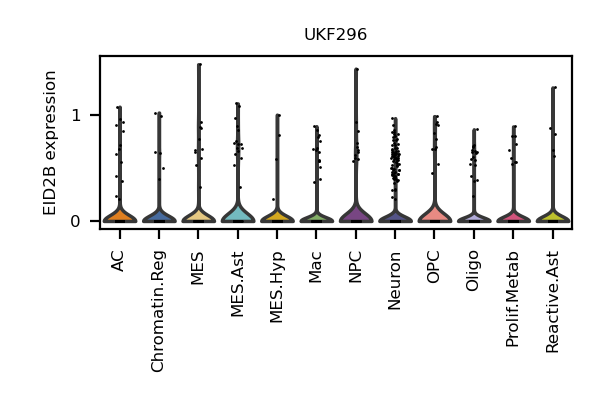 UKF296
EID2B expression
1
0
AC
Chromatin.Reg
MES
MES.Ast
MES.Hyp
Mac
NPC
Neuron
OPC
Oligo
Prolif.Metab
Reactive.Ast